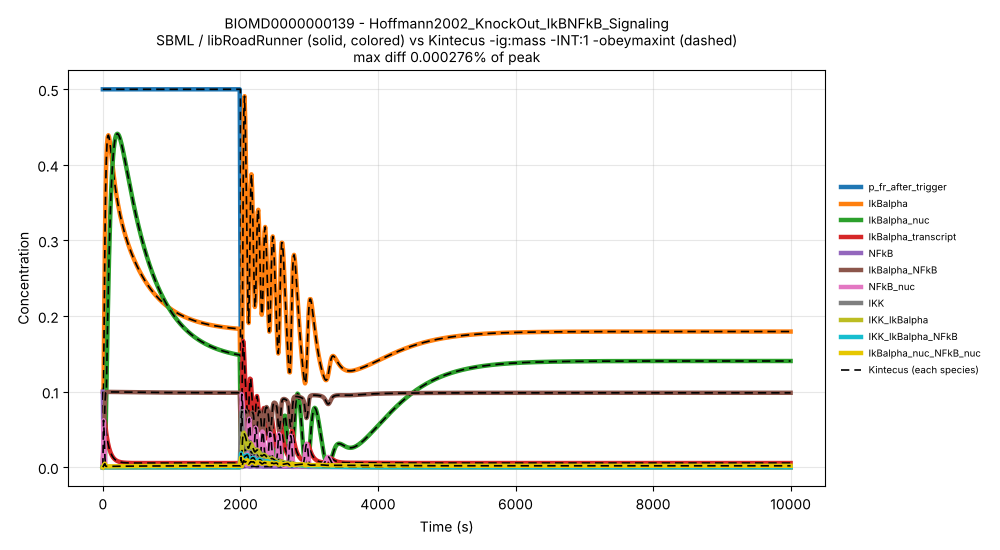 BIOMD0000000139 - Hoffmann2002_KnockOut_IkBNFkB_Signaling
SBML / libRoadRunner (solid, colored) vs Kintecus -ig:mass -INT:1 -obeymaxint (dashed)
max diff 0.000276% of peak
Concentration
0.5
0.4
0.3
0.2
0.1
0.0
0
2000
4000
6000
8000
10000
Time (s)
p_fr_after_trigger
IkBalpha
IkBalpha_nuc
IkBalpha_transcript
NFkB
IkBalpha_NFkB
NFkB_nuc
IKK
IKK_IkBalpha
IKK_IkBalpha_NFkB
IkBalpha_nuc_NFkB_nuc
Kintecus (each species)